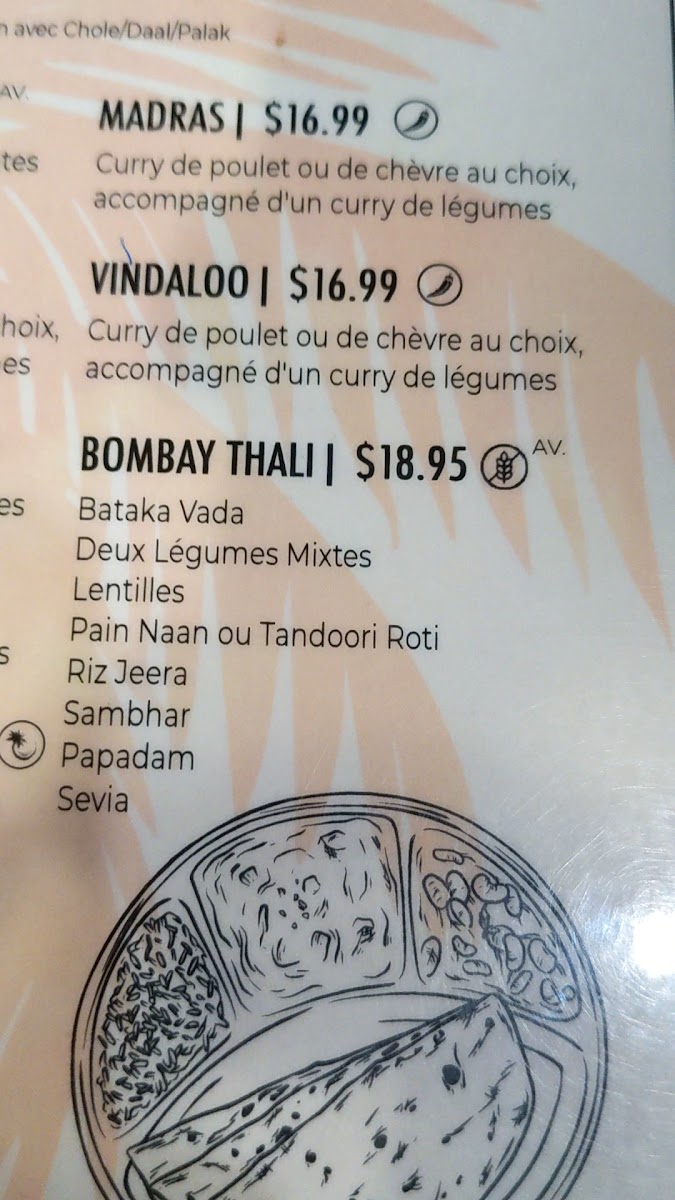 avec Chole/Daal/Palak
AV.
MADRAS | $16.99
tes
Curry de poulet ou de chèvre au choix,
accompagné d'un curry de légumes
VINDALOO | $16.99
hoix,
Curry de poulet ou de chèvre au choix,
es
accompagné d'un curry de légumes
BOMBAY THALI | $18.95 AV.
es
Bataka Vada
Deux Légumes Mixtes
Lentilles
Pain Naan ou Tandoori Roti
s
Riz Jeera
Sambhar
Papadam
Sevia